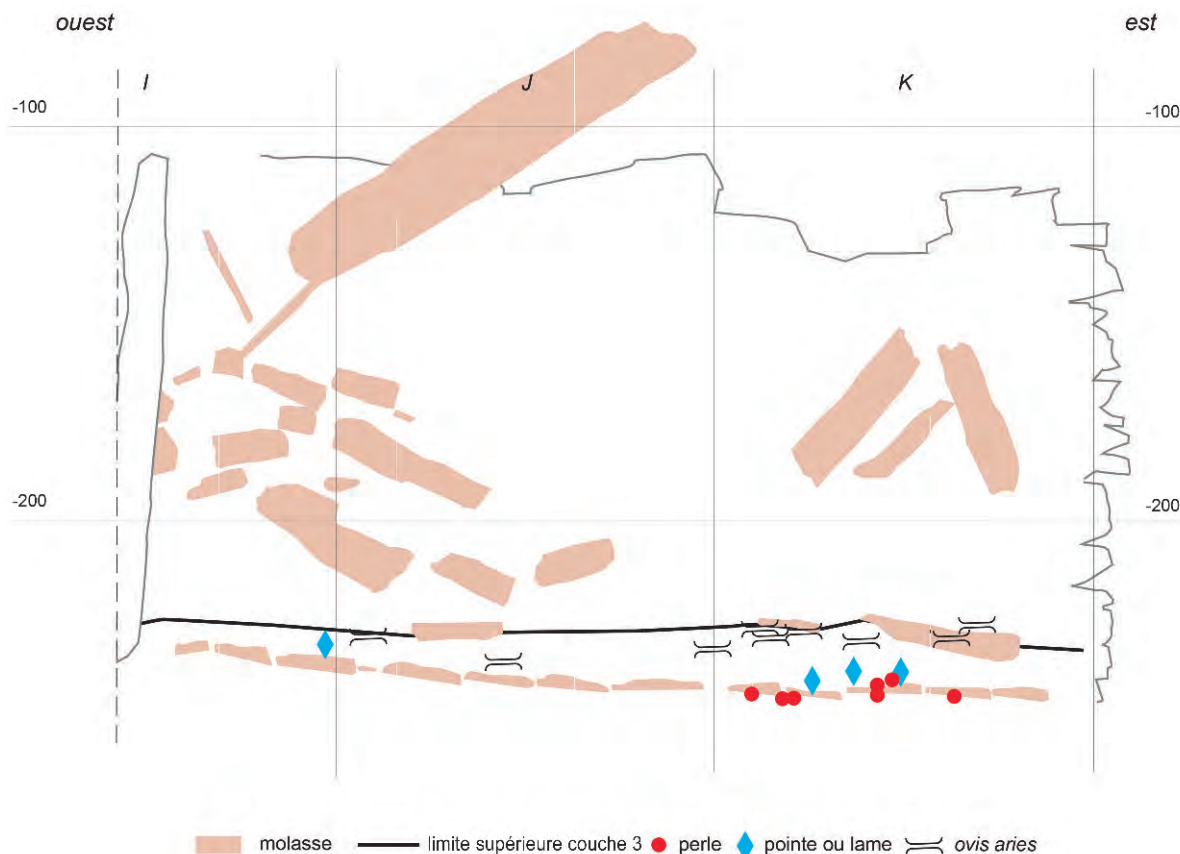 ouest est
I J K
-100 -100
-200 -200
molasse limite supérieure couche 3 perle pointe ou lame ovis aries